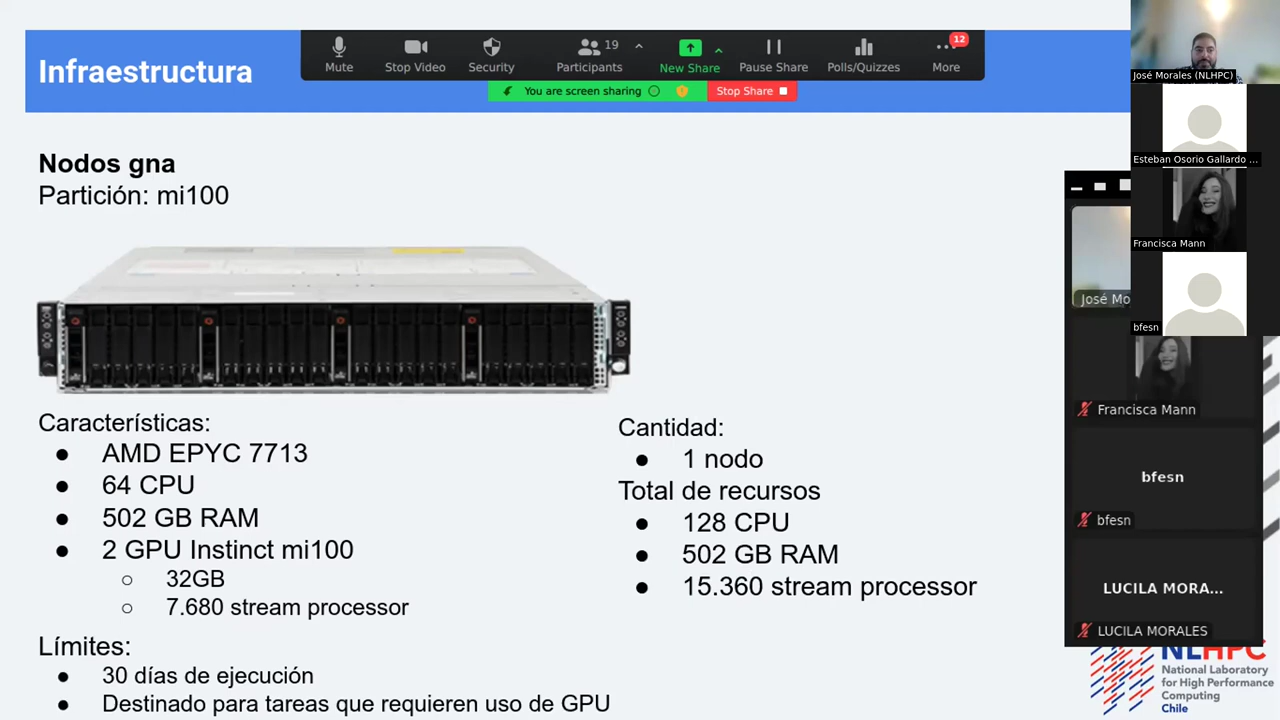 Infraestructura
Mute
Stop Video
Security
19
Participants
New Share
Pause Share
Polls/Quizzes
12
More
You are screen sharing
Stop Share
Nodos gna
Partición: mi100
Características:
● AMD EPYC 7713
● 64 CPU
● 502 GB RAM
● 2 GPU Instinct mi100
○ 32GB
○ 7.680 stream processor
Límites:
● 30 días de ejecución
● Destinado para tareas que requieren uso de GPU
Cantidad:
● 1 nodo
Total de recursos
● 128 CPU
● 502 GB RAM
● 15.360 stream processor
José Morales (NLHPC)
Esteban Osorio Gallardo ...
Francisca Mann
bfesn
José Mo
Francisca Mann
bfesn
bfesn
LUCILA MORA...
LUCILA MORALES
NLHPC
National Laboratory
for High Performance
Computing
Chile